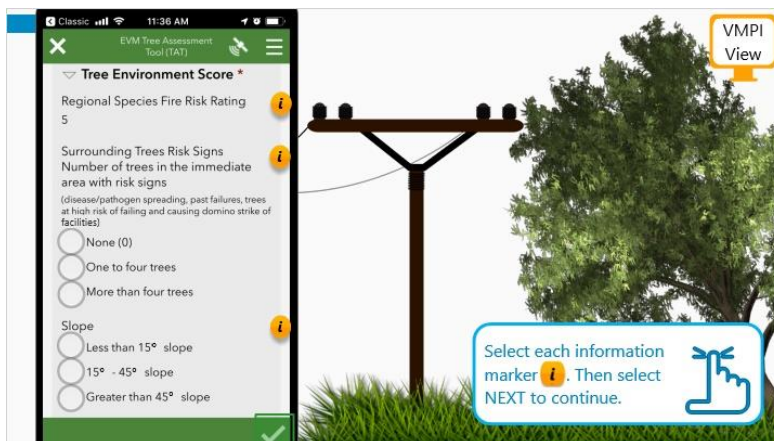 Classic 11:36 AM
EVM Tree Assessment
Tool (TAT)
Tree Environment Score *
Regional Species Fire Risk Rating
5
Surrounding Trees Risk Signs
Number of trees in the immediate
area with risk signs
(disease/pathogen spreading, past failures, trees
at high risk of failing and causing domino strike of
facilities)
None (0)
One to four trees
More than four trees
Slope
Less than 15° slope
15° - 45° slope
Greater than 45° slope
VMPI
View
Select each information
marker i . Then select
NEXT to continue.